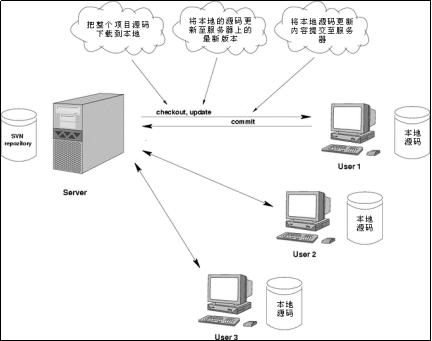 把整个项目源码
下载到本地
将本地的源码更
新至服务器上的
最新版本
将本地源码更新
内容提交至服务
器
checkout, update
commit
SVN
repository
Server
User 1
本地
源码
User 2
本地
源码
User 3
本地
源码